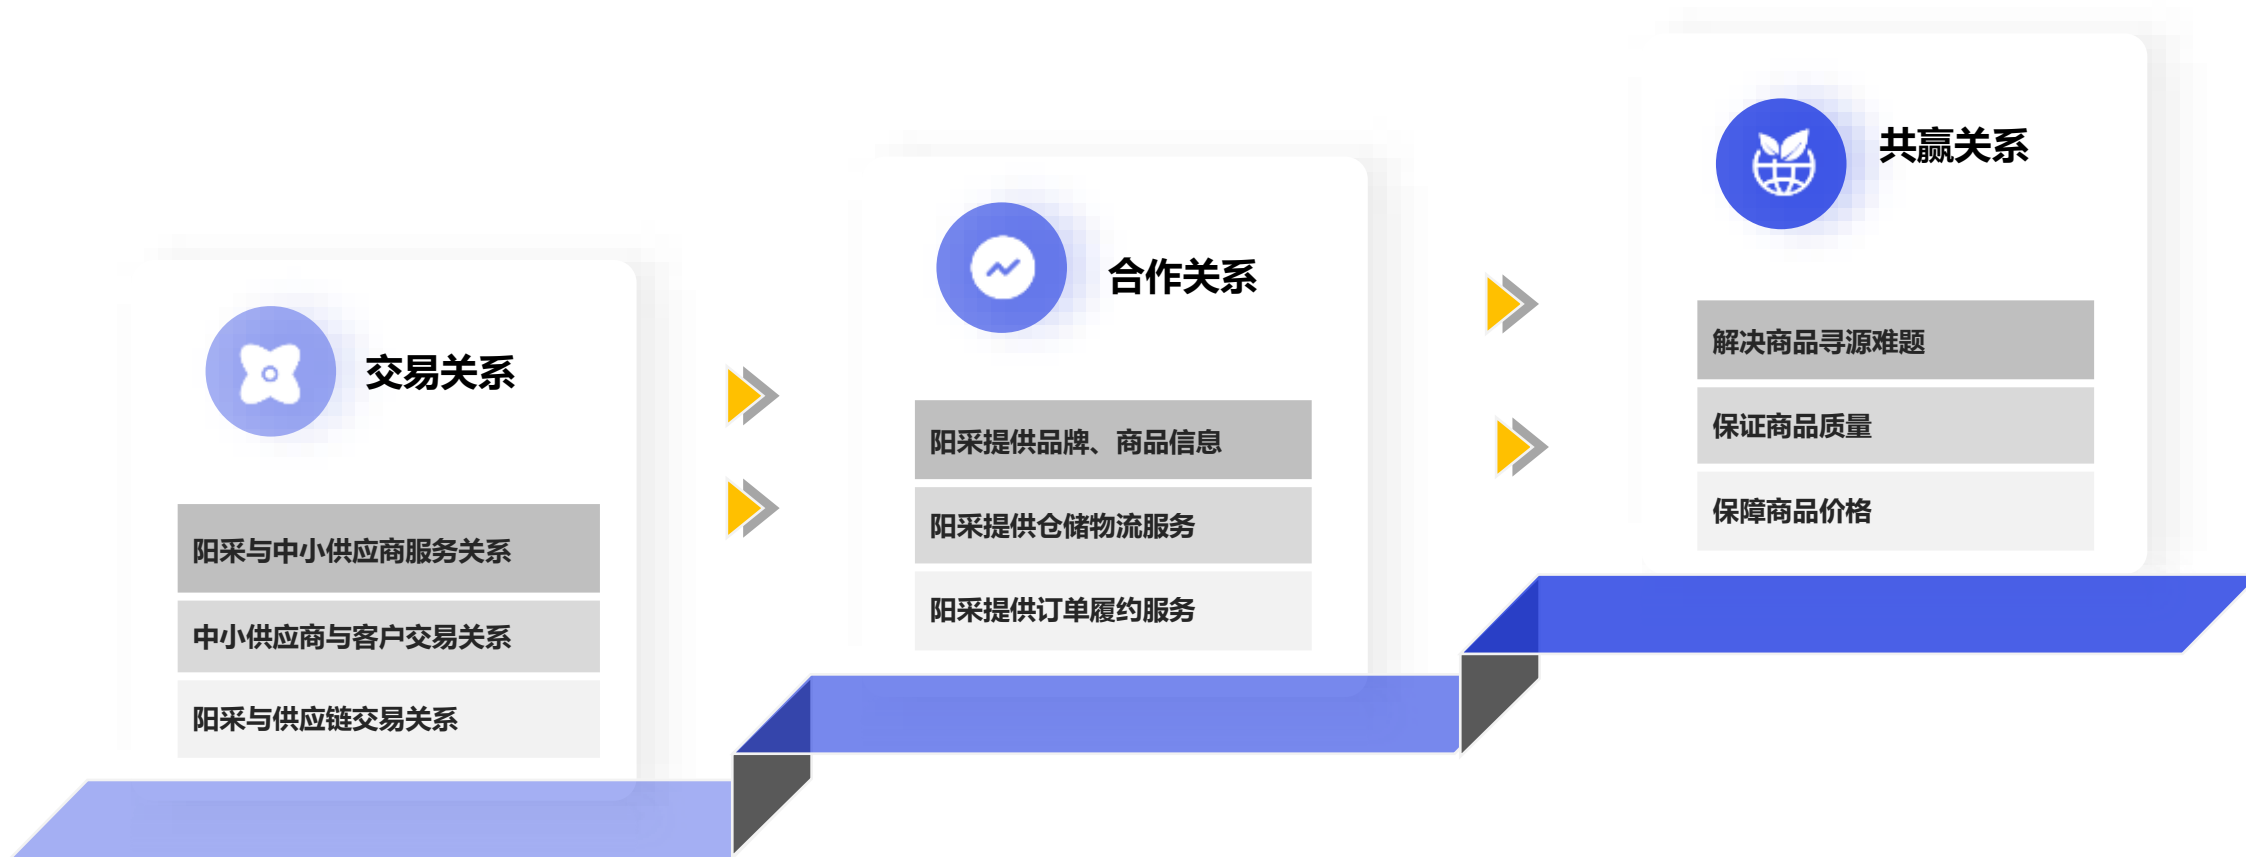 交易关系
阳采与中小供应商服务关系
中小供应商与客户交易关系
阳采与供应链交易关系
合作关系
阳采提供品牌、商品信息
阳采提供仓储物流服务
阳采提供订单履约服务
共赢关系
解决商品寻源难题
保证商品质量
保障商品价格